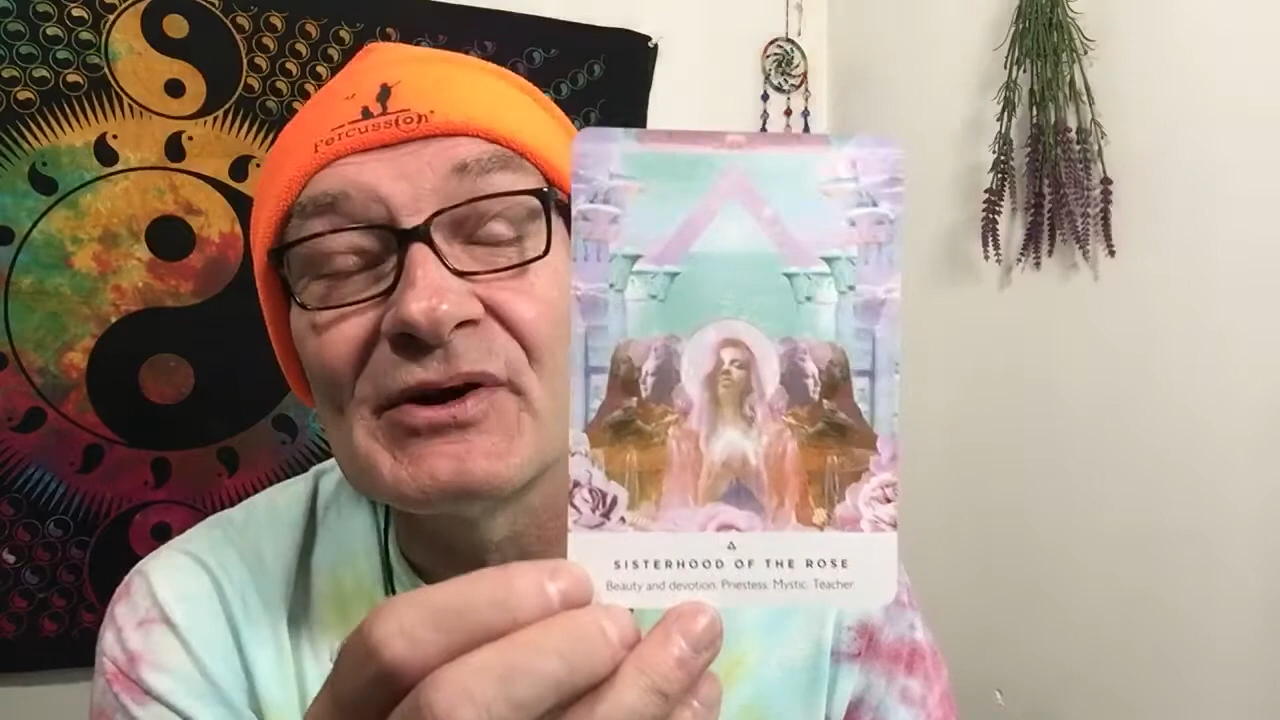 Percussion
SISTERHOOD OF THE ROSE
Beauty and devotion. Priestess. Mystic. Teacher.